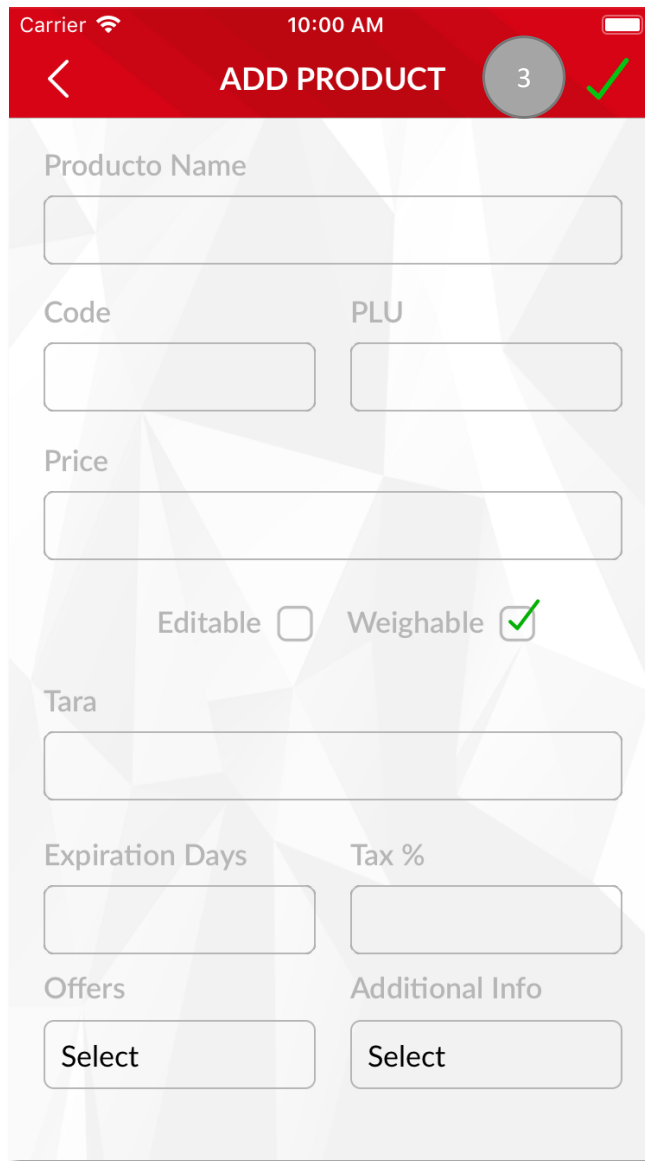 Carrier 10:00 AM
ADD PRODUCT 3
Producto Name
Code PLU
Price
Editable Weighable
Tara
Expiration Days Tax %
Offers Additional Info
Select Select